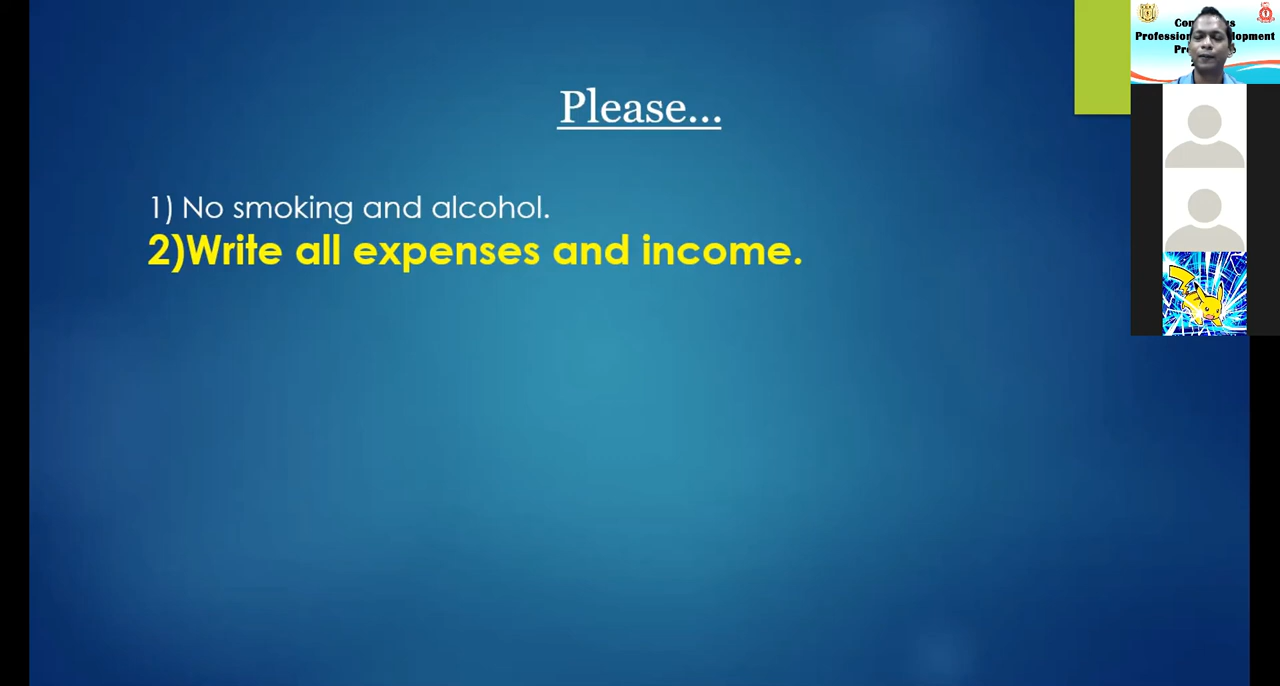 Please...
1) No smoking and alcohol.
2)Write all expenses and income.